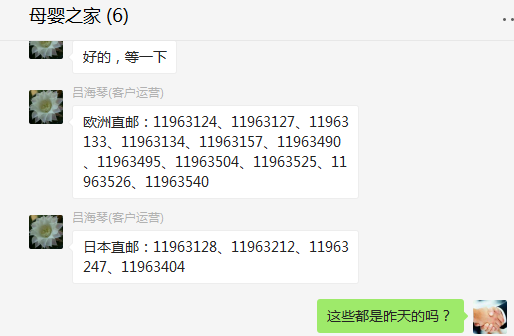 母婴之家 (6)
好的，等一下
吕海琴(客户运营)
欧洲直邮：11963124、11963127、11963
133、11963134、11963157、11963490
、11963495、11963504、11963525、11
963526、11963540
吕海琴(客户运营)
日本直邮：11963128、11963212、11963
247、11963404
这些都是昨天的吗？